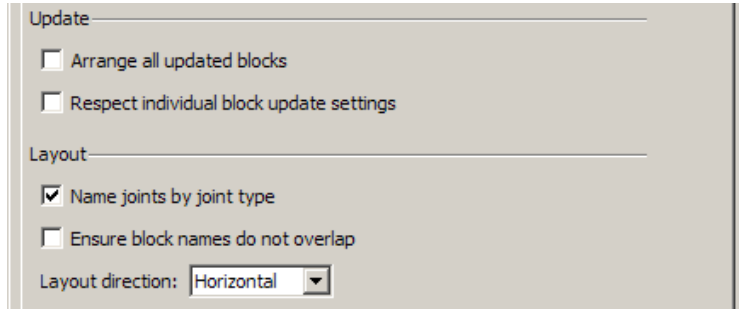 Update
Arrange all updated blocks
Respect individual block update settings
Layout
Name joints by joint type
Ensure block names do not overlap
Layout direction: Horizontal